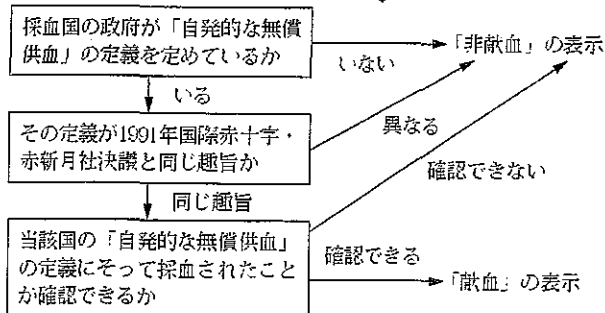 採血国の政府が「自発的な無償
供血」の定義を定めているか
いない
「非献血」の表示
いる
その定義が1991年国際赤十字・
赤新月社決議と同じ趣旨か
異なる
確認できない
同じ趣旨
当該国の「自発的な無償供血」
の定義にそって採血されたこと
が確認できるか
確認できる
「献血」の表示